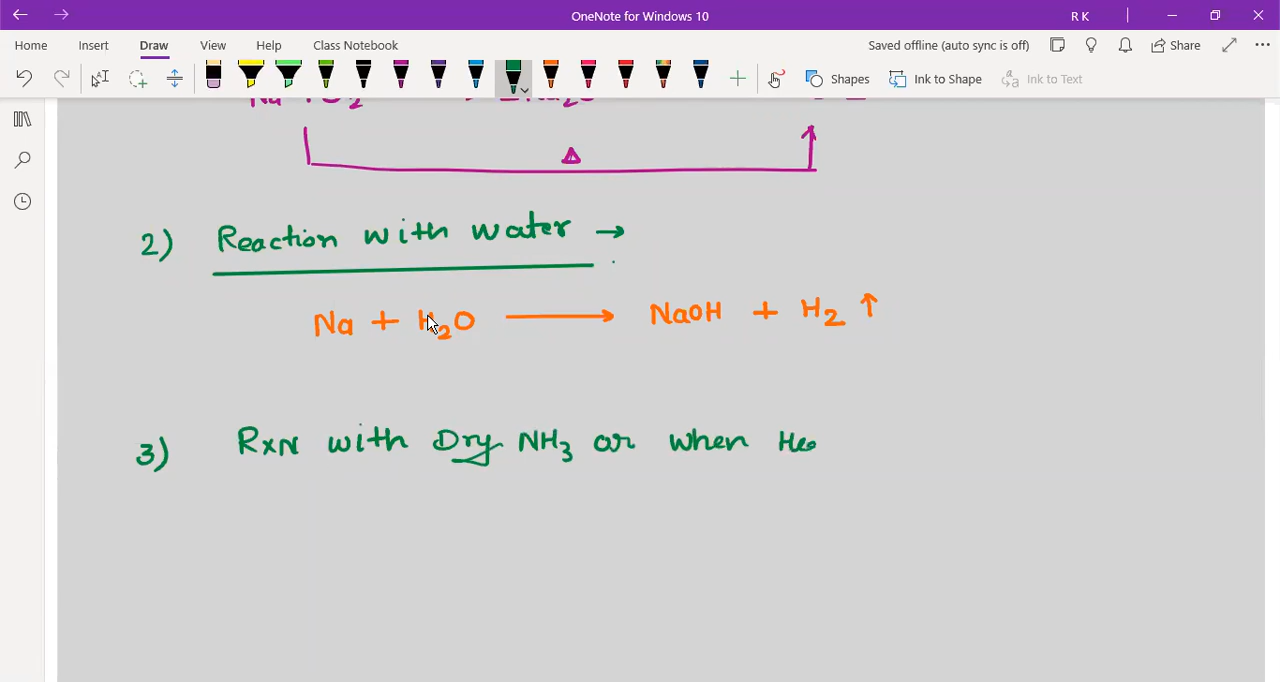 OneNote for Windows 10
R K
Home Insert Draw View Help Class Notebook
Saved offline (auto sync is off)
Share
Shapes
Ink to Shape
Ink to Text
Δ
2) Reaction with water →
Na + H2O ⟶ NaOH + H2 ↑
3) RxN with Dry NH3 or when